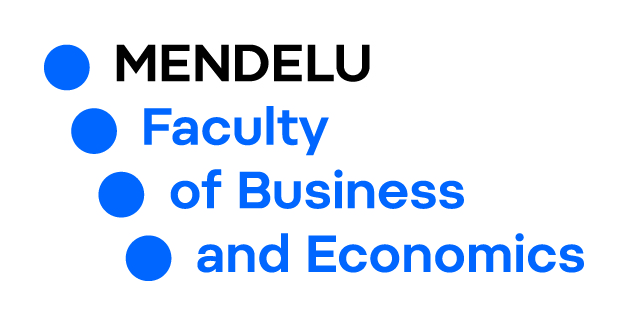 MENDELU
Faculty
of Business
and Economics